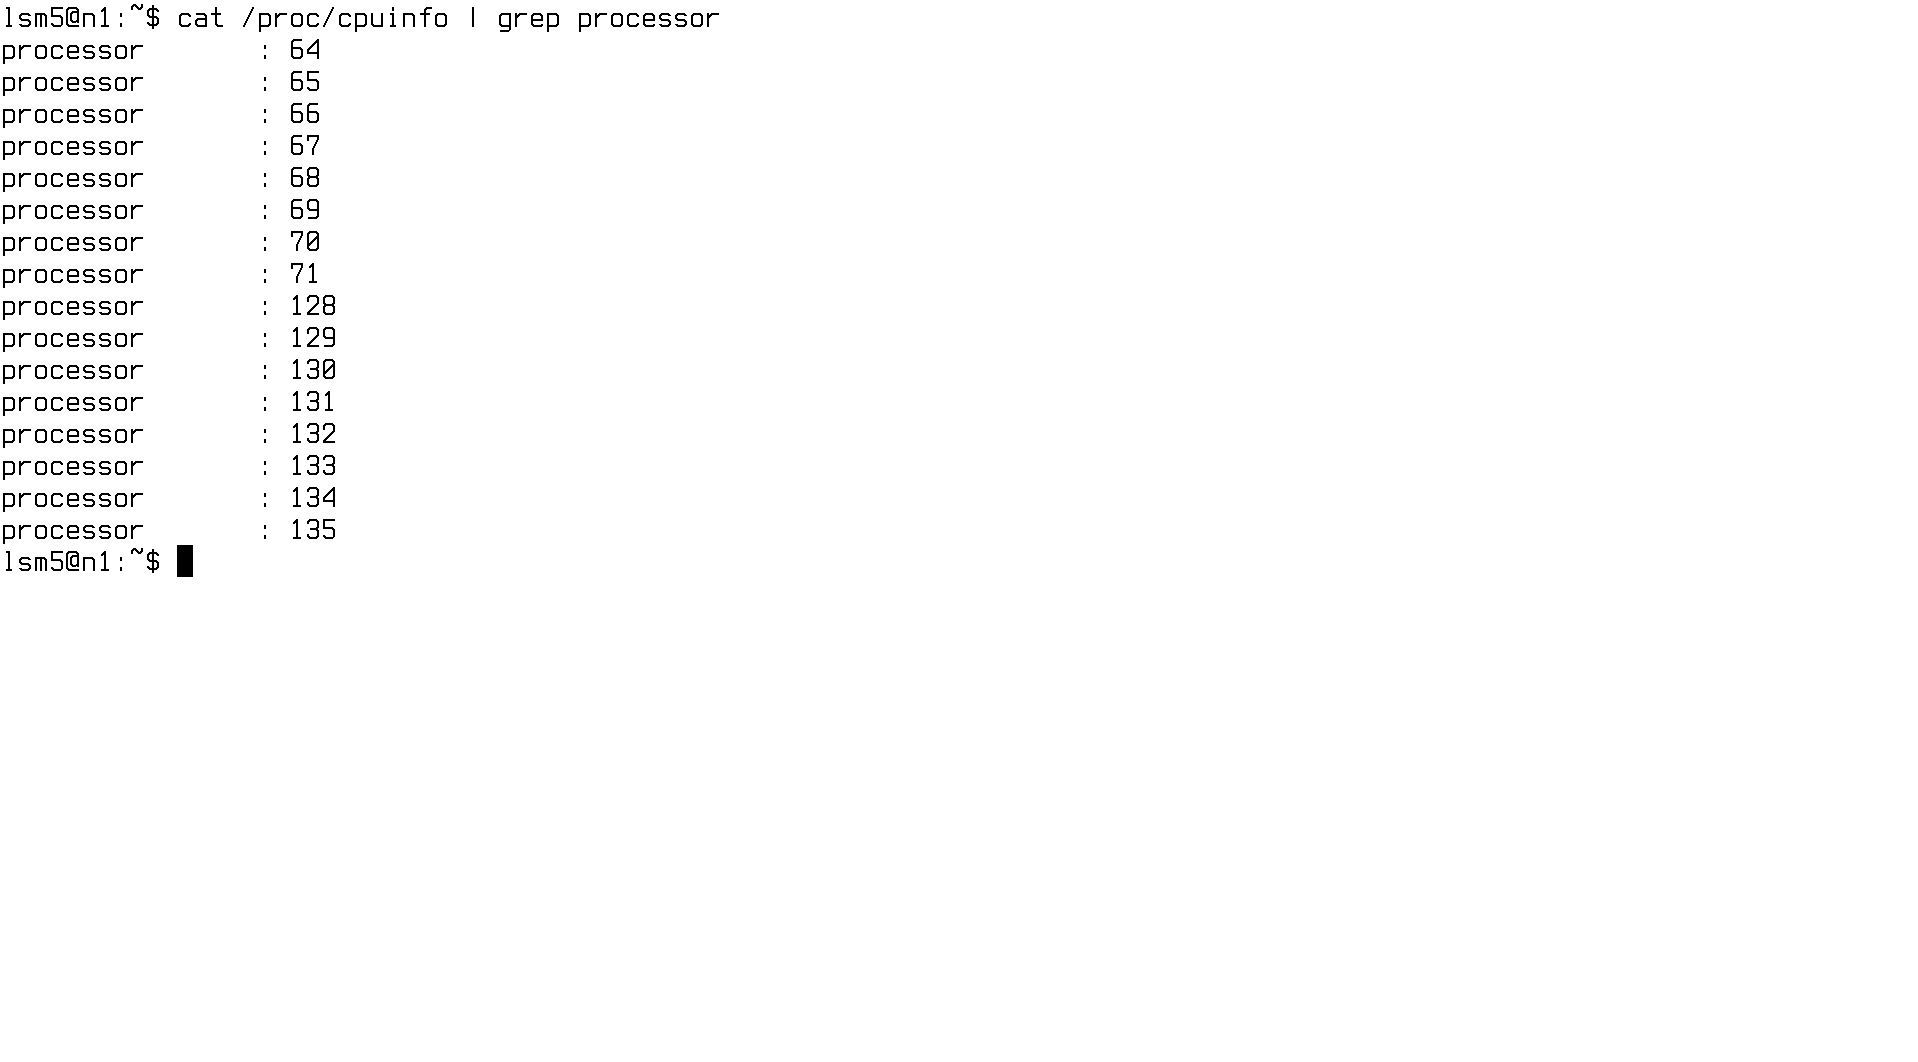 lsm5@n1:~$ cat /proc/cpuinfo | grep processor
processor : 64
processor : 65
processor : 66
processor : 67
processor : 68
processor : 69
processor : 70
processor : 71
processor : 128
processor : 129
processor : 130
processor : 131
processor : 132
processor : 133
processor : 134
processor : 135
lsm5@n1:~$